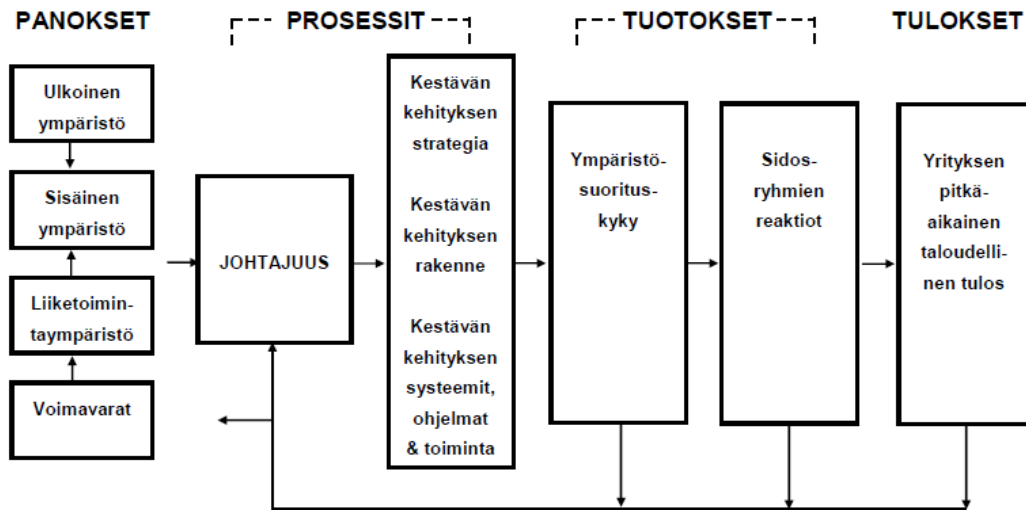 PANOKSET
PROSESSIT
TUOTOKSET
TULOKSET
Ulkoinen
ympäristö
Sisäinen
ympäristö
Liiketoimin-
taympäristö
Voimavarat
JOHTAJUUS
Kestävän
kehityksen
strategia
Kestävän
kehityksen
rakenne
Kestävän
kehityksen
systeemit,
ohjelmat
& toiminta
Ympäristö-
suoritus-
kyky
Sidos-
ryhmien
reaktiot
Yrityksen
pitkä-
aikainen
taloudelli-
nen tulos